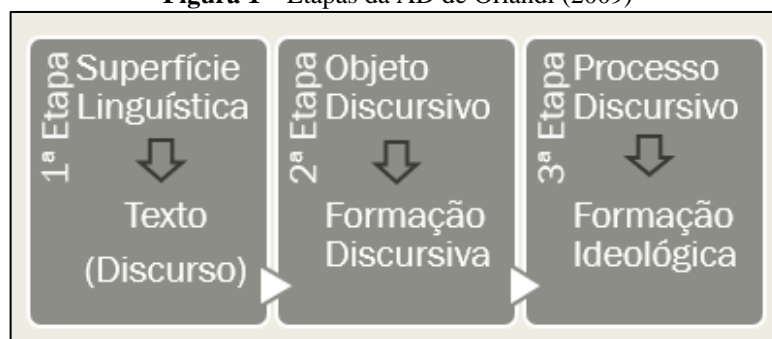 Figura 1 – Etapas da AD de Orlandi (2009)
1ª Etapa
Superfície
Linguística
Texto
(Discurso)
2ª Etapa
Objeto
Discursivo
Formação
Discursiva
3ª Etapa
Processo
Discursivo
Formação
Ideológica